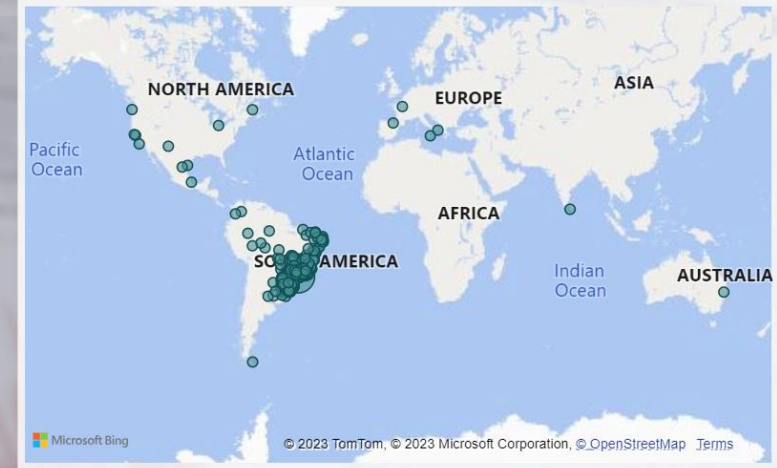 NORTH AMERICA
EUROPE
ASIA
Pacific
Ocean
Atlantic
Ocean
AFRICA
SO AMERICA
Indian
Ocean
AUSTRALIA
Microsoft Bing
© 2023 TomTom, © 2023 Microsoft Corporation, © OpenStreetMap Terms